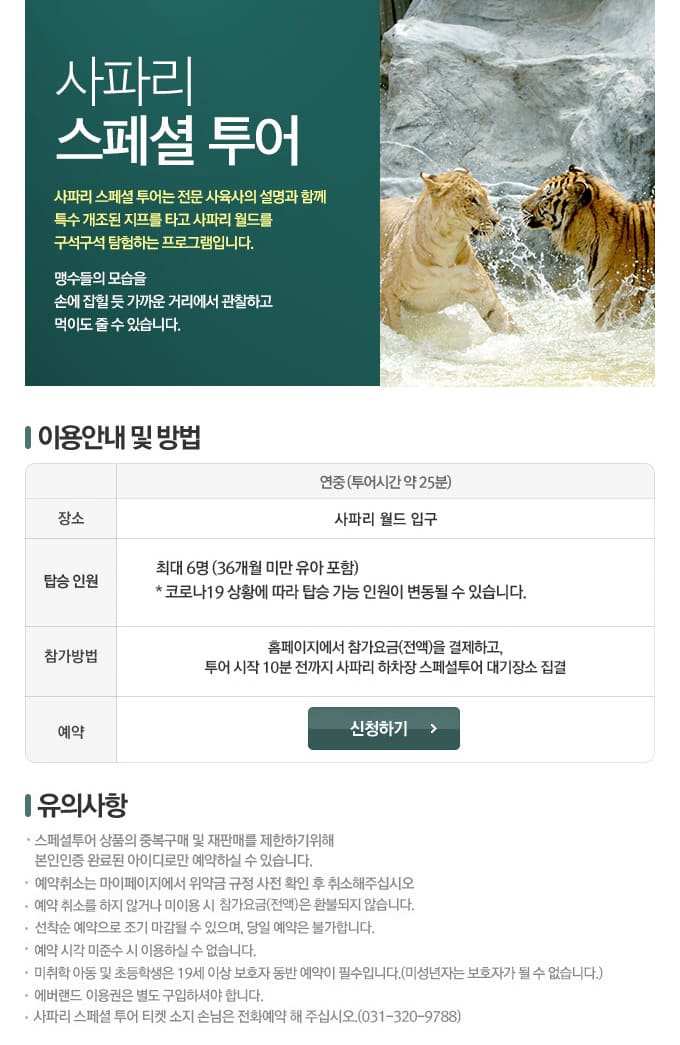 사파리
스페셜 투어
사파리 스페셜 투어는 전문 사육사의 설명과 함께
특수 개조된 지프를 타고 사파리 월드를
구석구석 탐험하는 프로그램입니다.
맹수들의 모습을
손에 잡힐 듯 가까운 거리에서 관찰하고
먹이도 줄 수 있습니다.
이용안내 및 방법
연중 (투어시간 약 25분)
장소
사파리 월드 입구
탑승 인원
최대 6명 (36개월 미만 유아 포함)
* 코로나19 상황에 따라 탑승 가능 인원이 변동될 수 있습니다.
참가방법
홈페이지에서 참가요금(전액)을 결제하고,
투어 시작 10분 전까지 사파리 하차장 스페셜투어 대기장소 집결
예약
신청하기 >
유의사항
· 스페셜투어 상품의 중복구매 및 재판매를 제한하기위해
본인인증 완료된 아이디로만 예약하실 수 있습니다.
· 예약취소는 마이페이지에서 위약금 규정 사전 확인 후 취소해주십시오
· 예약 취소를 하지 않거나 미이용 시 참가요금(전액)은 환불되지 않습니다.
· 선착순 예약으로 조기 마감될 수 있으며, 당일 예약은 불가합니다.
· 예약 시각 미준수 시 이용하실 수 없습니다.
· 미취학 아동 및 초등학생은 19세 이상 보호자 동반 예약이 필수입니다.(미성년자는 보호자가 될 수 없습니다.)
· 에버랜드 이용권은 별도 구입하셔야 합니다.
· 사파리 스페셜 투어 티켓 소지 손님은 전화예약 해 주십시오.(031-320-9788)